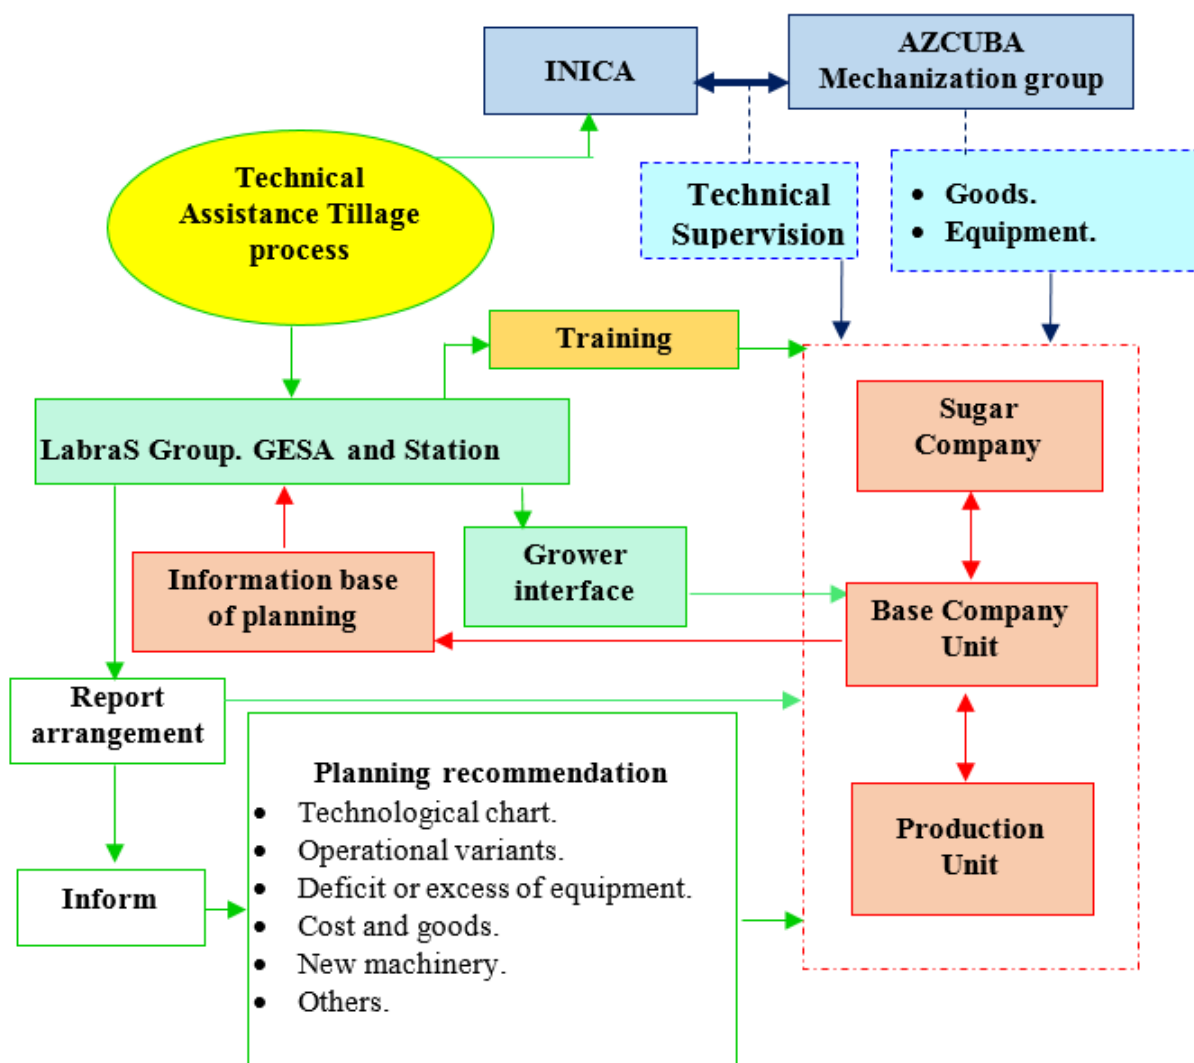 INICA
AZCUBA
Mechanization group
Technical
Assistance Tillage
process
Technical
Supervision
• Goods.
• Equipment.
Training
LabraS Group. GESA and Station
Sugar
Company
Grower
interface
Information base
of planning
Base Company
Unit
Report
arrangement
Planning recommendation
• Technological chart.
• Operational variants.
• Deficit or excess of equipment.
• Cost and goods.
• New machinery.
• Others.
Production
Unit
Inform